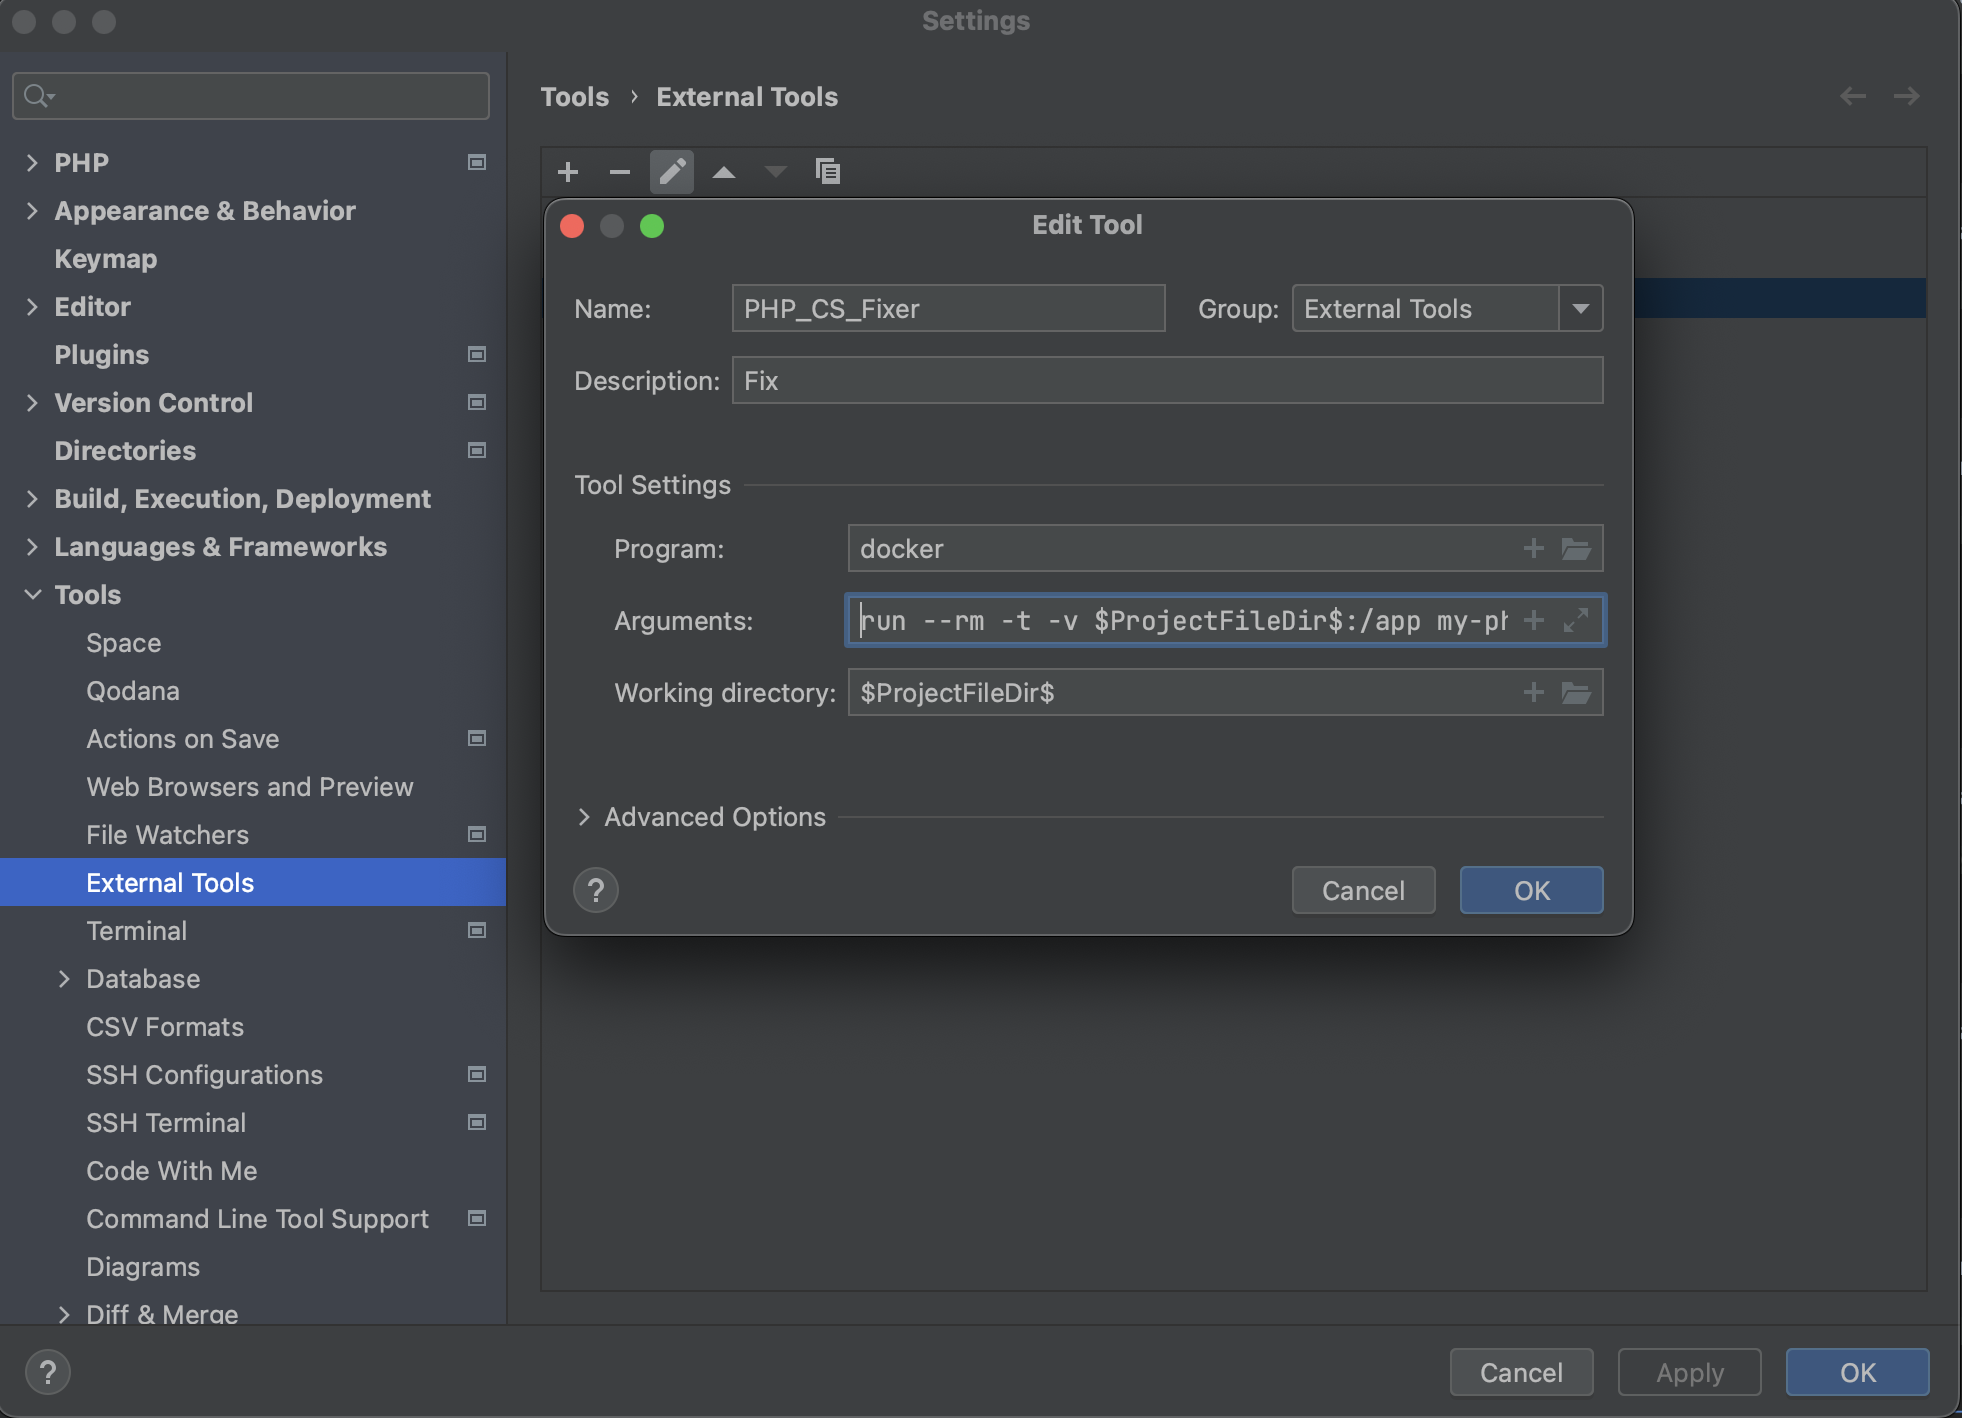 Settings
Tools › External Tools
PHP
Appearance & Behavior
Keymap
Editor
Plugins
Version Control
Directories
Build, Execution, Deployment
Languages & Frameworks
Tools
Space
Qodana
Actions on Save
Web Browsers and Preview
File Watchers
External Tools
Terminal
Database
CSV Formats
SSH Configurations
SSH Terminal
Code With Me
Command Line Tool Support
Diagrams
Diff & Merge
Edit Tool
Name: PHP_CS_Fixer Group: External Tools
Description: Fix
Tool Settings
Program: docker
Arguments: run --rm -t -v $ProjectFileDir$:/app my-ph
Working directory: $ProjectFileDir$
Advanced Options
? Cancel OK
? Cancel Apply OK